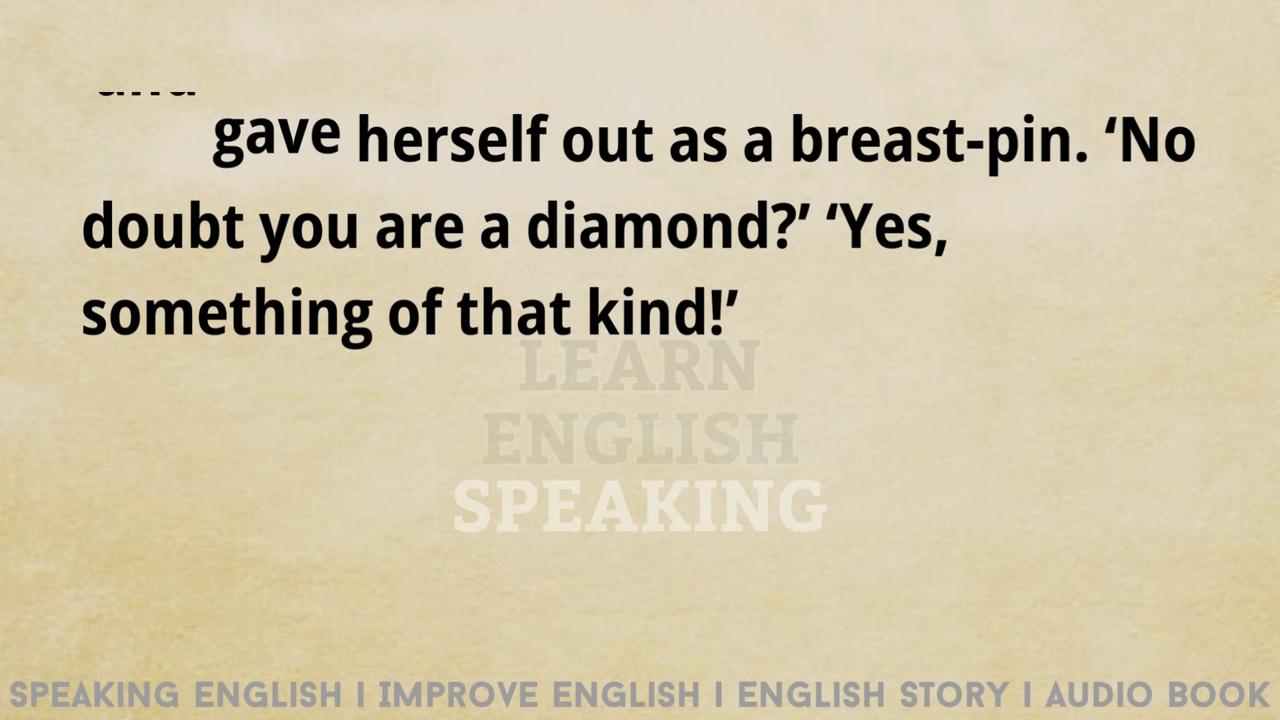 gave herself out as a breast-pin. ‘No
doubt you are a diamond?’ ‘Yes,
something of that kind!’
LEARN
ENGLISH
SPEAKING
SPEAKING ENGLISH I IMPROVE ENGLISH I ENGLISH STORY I AUDIO BOOK